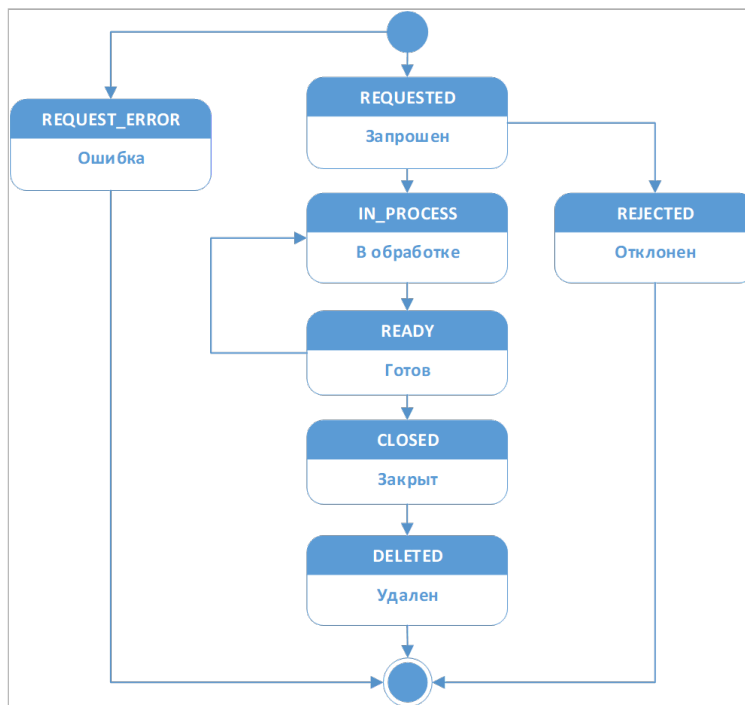 REQUESTED
Запрошен
REQUEST_ERROR
Ошибка
IN_PROCESS
В обработке
REJECTED
Отклонен
READY
Готов
CLOSED
Закрыт
DELETED
Удален